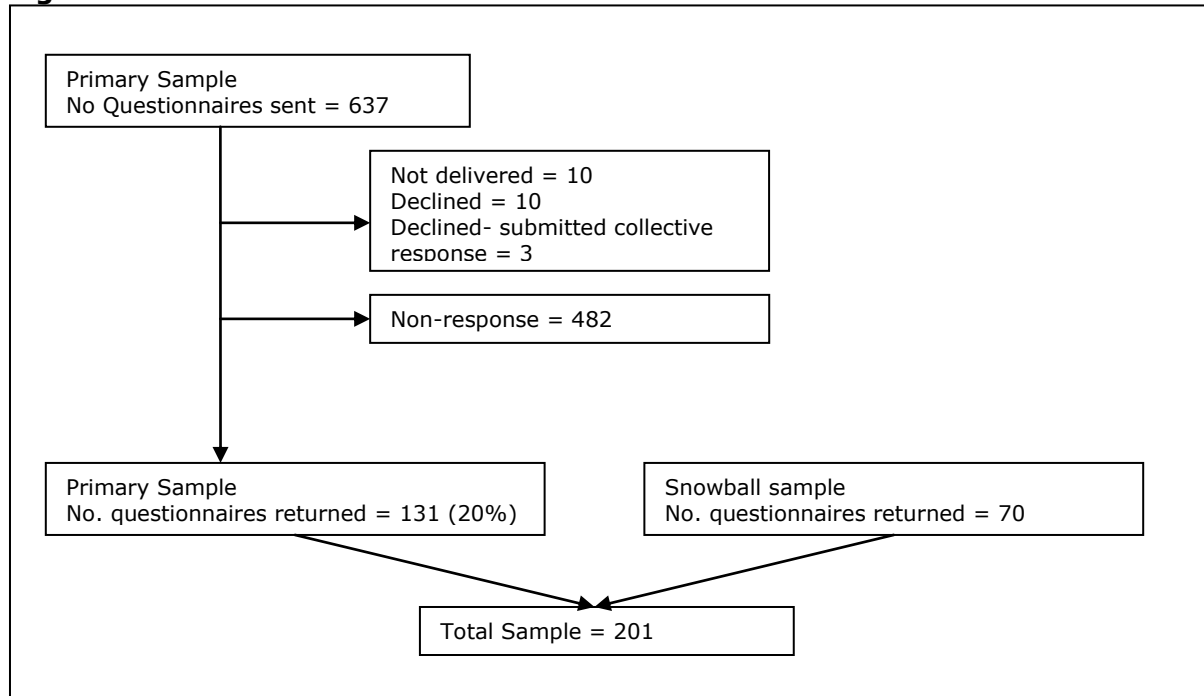 Primary Sample
No Questionnaires sent = 637
Not delivered = 10
Declined = 10
Declined- submitted collective
response = 3
Non-response = 482
Primary Sample
No. questionnaires returned = 131 (20%)
Snowball sample
No. questionnaires returned = 70
Total Sample = 201